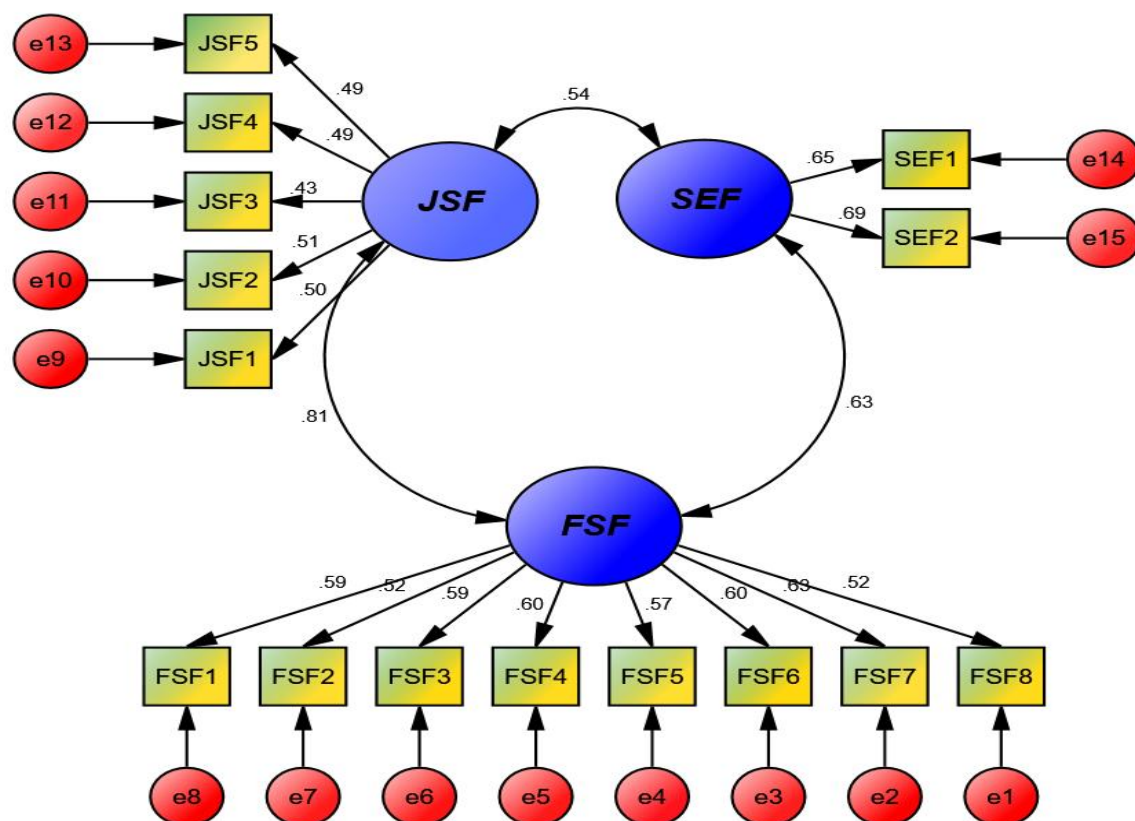 e13 JSF5
.49
.54
e12 JSF4
.49
e11 JSF3
.43
JSF
SEF
.65
SEF1
e14
.69
SEF2
e15
e10 JSF2
.51
e9 JSF1
.50
.81
.63
FSF
.59 .52 .59 .60 .57 .60 .63 .52
FSF1 FSF2 FSF3 FSF4 FSF5 FSF6 FSF7 FSF8
e8 e7 e6 e5 e4 e3 e2 e1